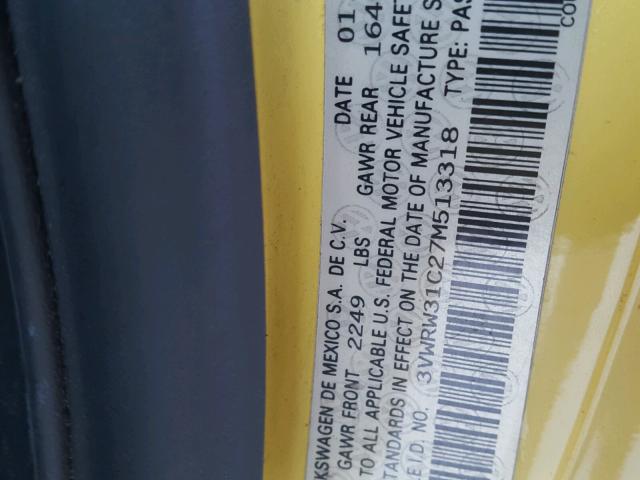 KSWAGEN DE MEXICO S.A. DE C.V. DATE 01
GAWR FRONT 2249 LBS GAWR REAR 164
TO ALL APPLICABLE U.S. FEDERAL MOTOR VEHICLE SAFET
TANDARDS IN EFFECT ON THE DATE OF MANUFACTURE S
E I.D. NO. 3VWRW31C27M513318 TYPE: PAS